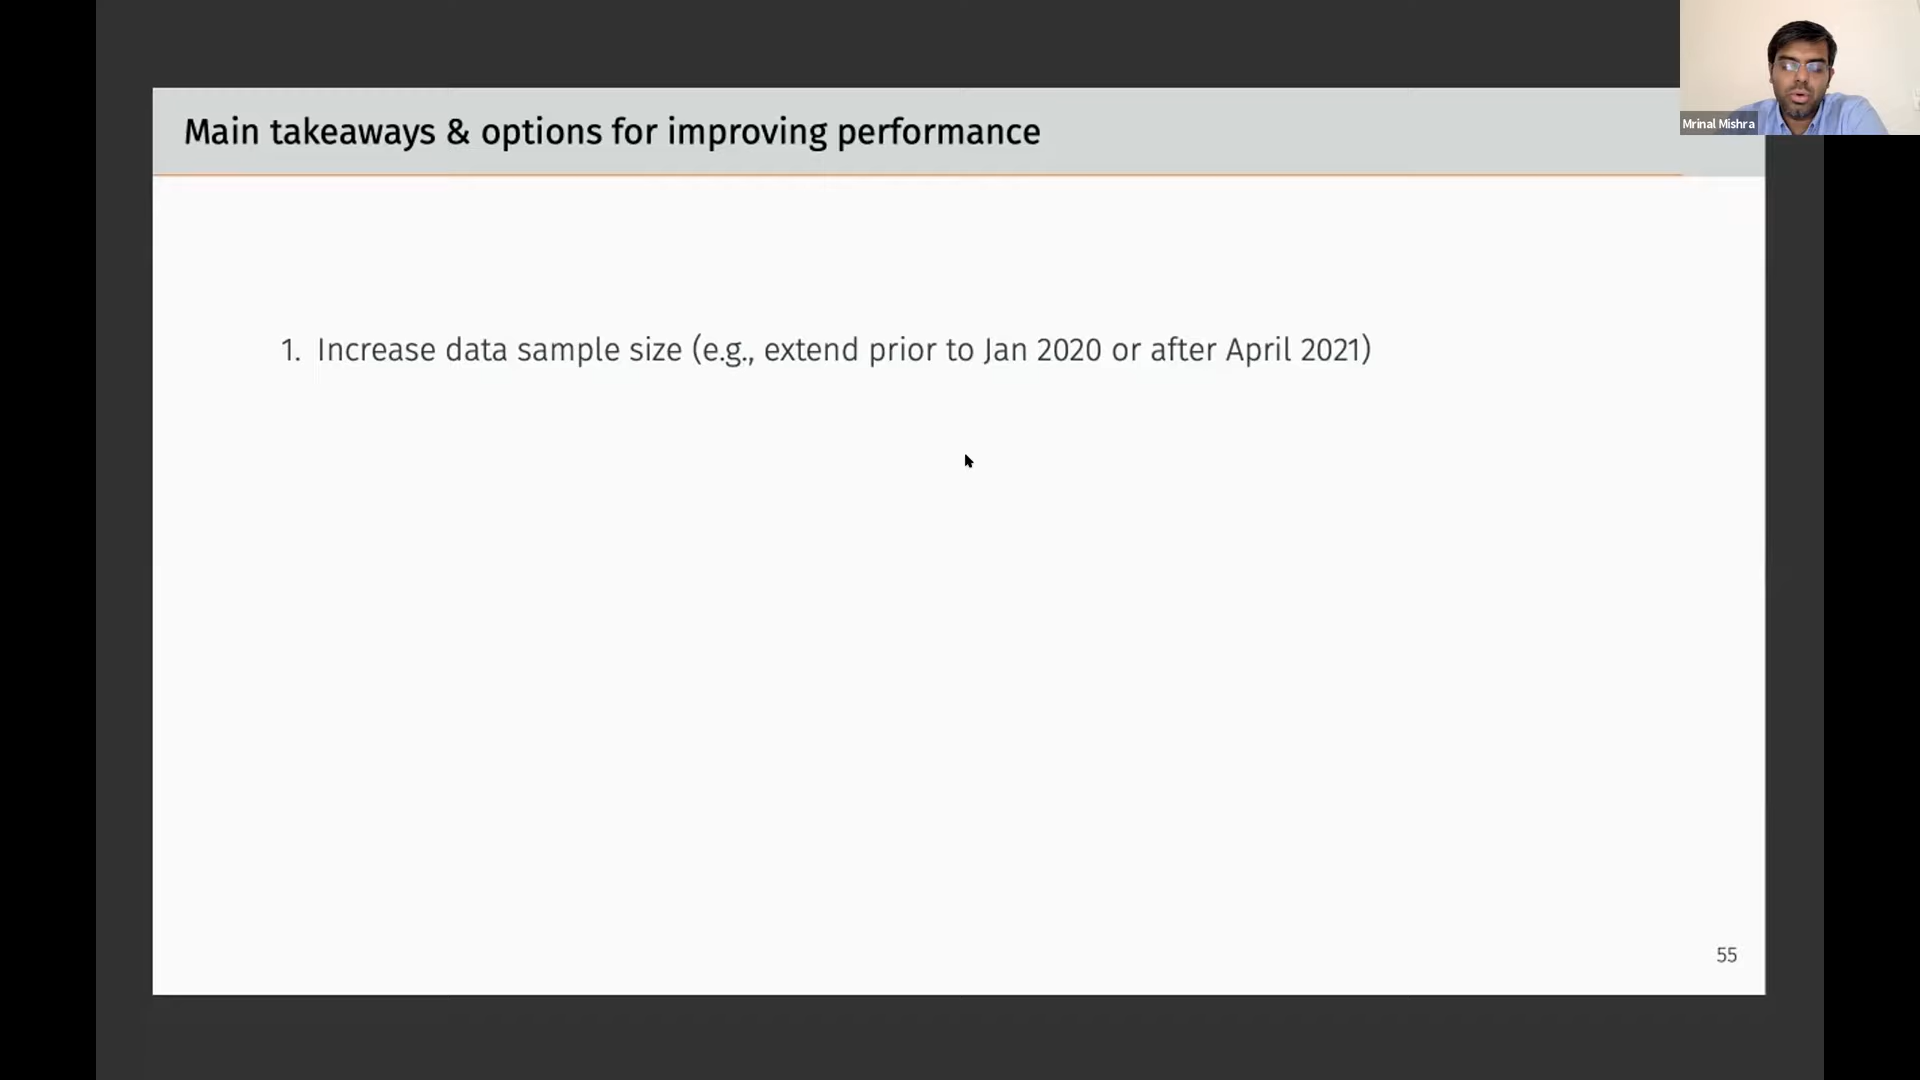 Main takeaways & options for improving performance
Mrinal Mishra
1. Increase data sample size (e.g., extend prior to Jan 2020 or after April 2021)
55